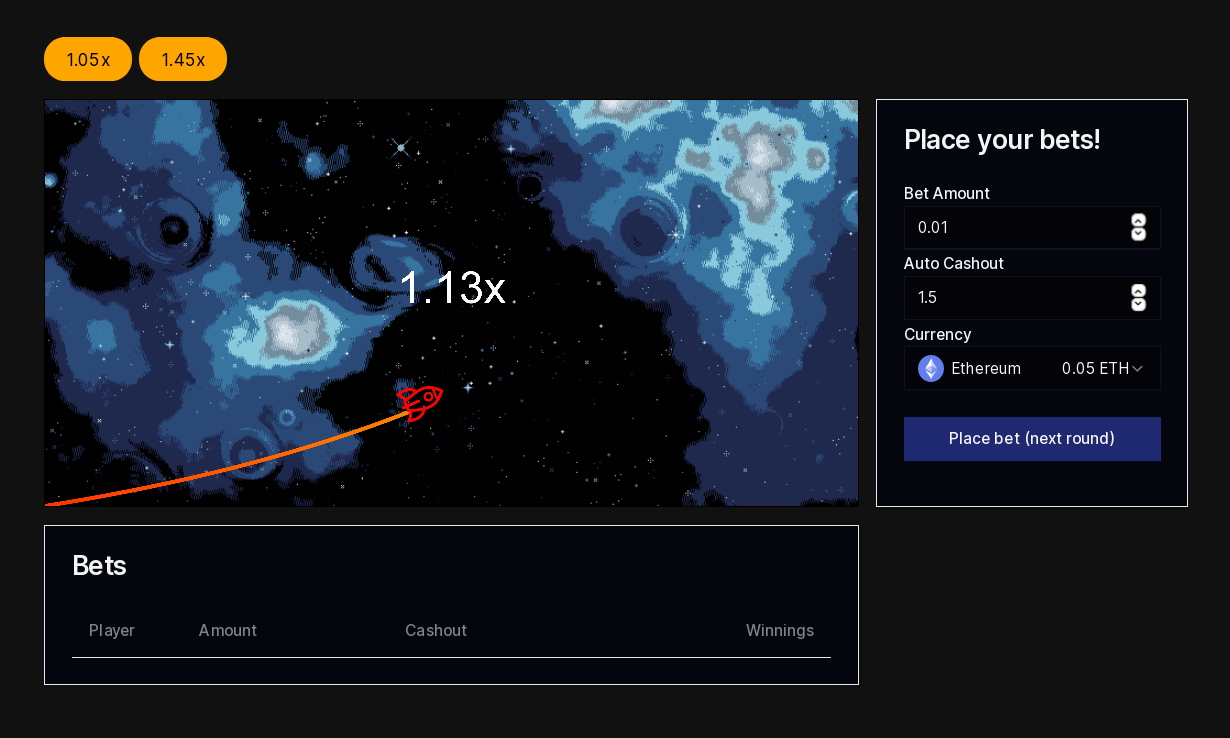 1.05x 1.45x
Place your bets!
Bet Amount
0.01
Auto Cashout
1.5
Currency
Ethereum 0.05 ETH
Place bet (next round)
1.13x
Bets
Player Amount Cashout Winnings